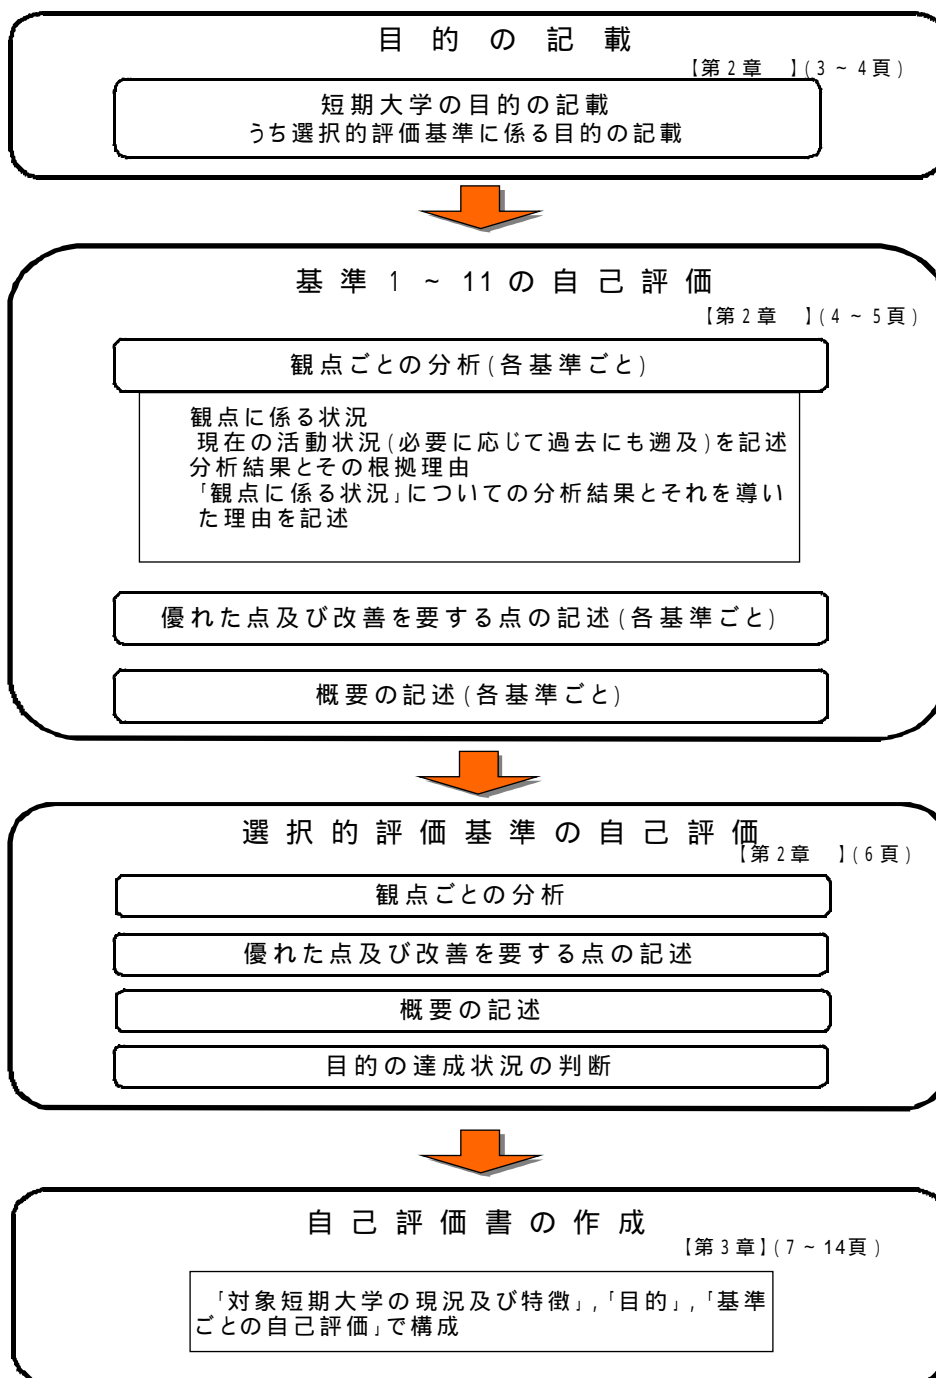 目的の記載
【第2章　】(3～4頁)
短期大学の目的の記載
うち選択的評価基準に係る目的の記載
基準1～11の自己評価
【第2章　】(4～5頁)
観点ごとの分析(各基準ごと)
観点に係る状況
現在の活動状況(必要に応じて過去にも遡及)を記述
分析結果とその根拠理由
「観点に係る状況」についての分析結果とそれを導い
た理由を記述
優れた点及び改善を要する点の記述(各基準ごと)
概要の記述(各基準ごと)
選択的評価基準の自己評価
【第2章　】(6頁)
観点ごとの分析
優れた点及び改善を要する点の記述
概要の記述
目的の達成状況の判断
自己評価書の作成
【第3章】(7～14頁)
「対象短期大学の現況及び特徴」,「目的」,「基準
ごとの自己評価」で構成